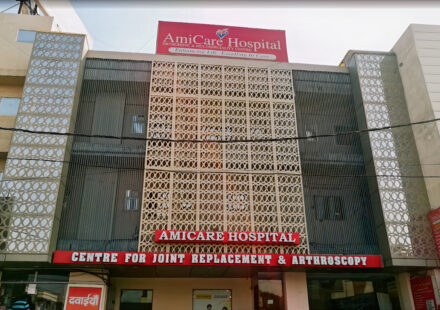 AmiCare Hospital
AMICARE HOSPITAL
CENTRE FOR JOINT REPLACEMENT & ARTHROSCOPY
दवाईयाँ